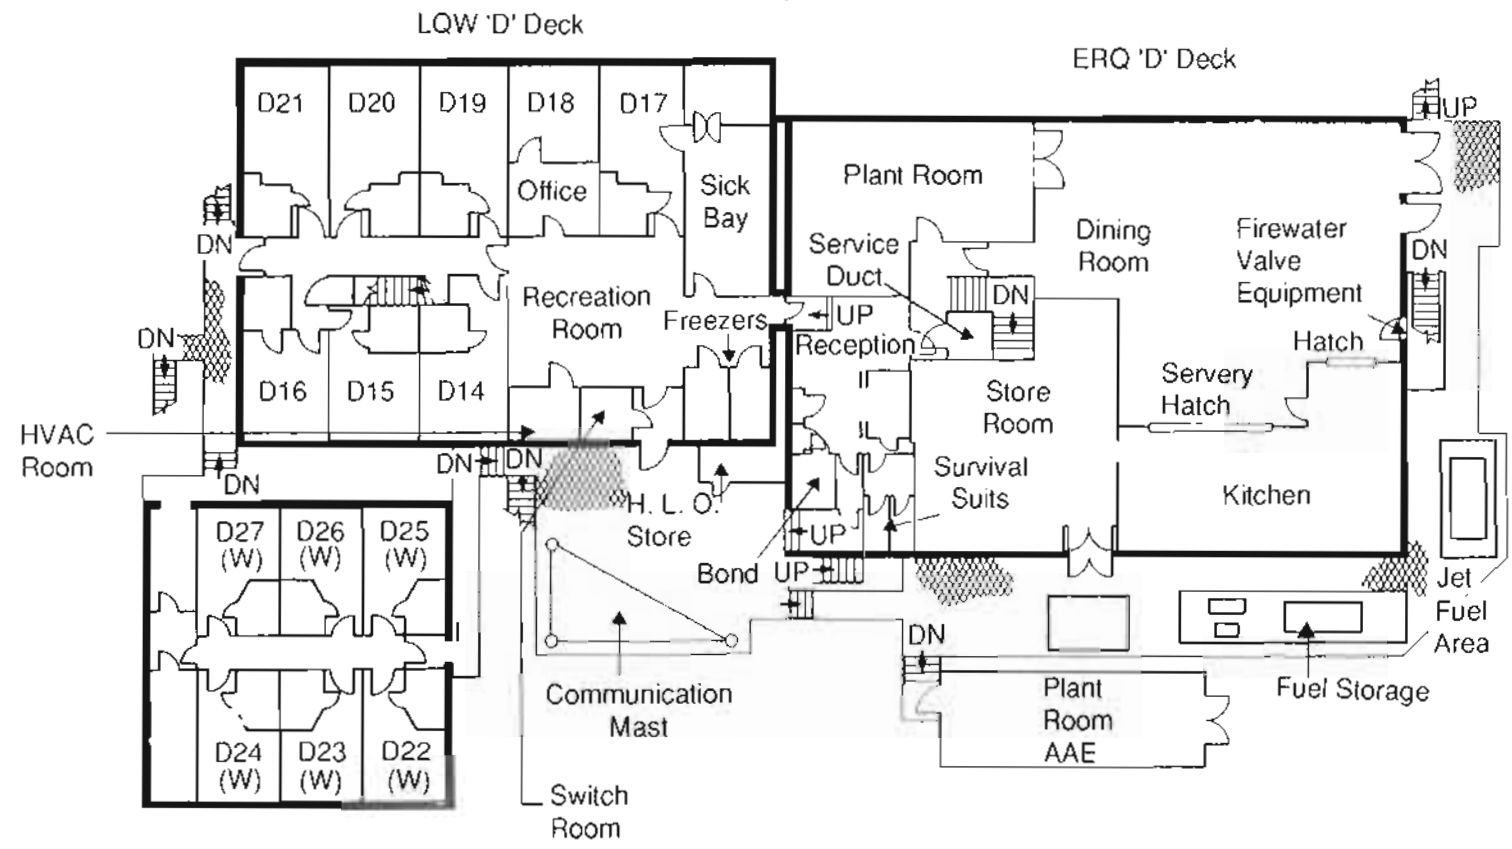 LQW 'D' Deck
ERQ 'D' Deck
D21
D20
D19
D18
D17
UP
Office
Sick
Bay
Plant Room
DN
Service
Duct
Dining
Room
Firewater
Valve
Equipment
DN
Recreation
Room
Freezers
UP
DN
Reception
Hatch
DN
D16
D15
D14
Store
Room
Servery
Hatch
HVAC
Room
DN
DN
DN
Survival
Suits
Kitchen
H. L. O.
Store
UP
Bond
UP
D27
(W)
D26
(W)
D25
(W)
Jet
Fuel
Area
DN
Communication
Mast
Plant
Room
AAE
Fuel Storage
D24
(W)
D23
(W)
D22
(W)
Switch
Room